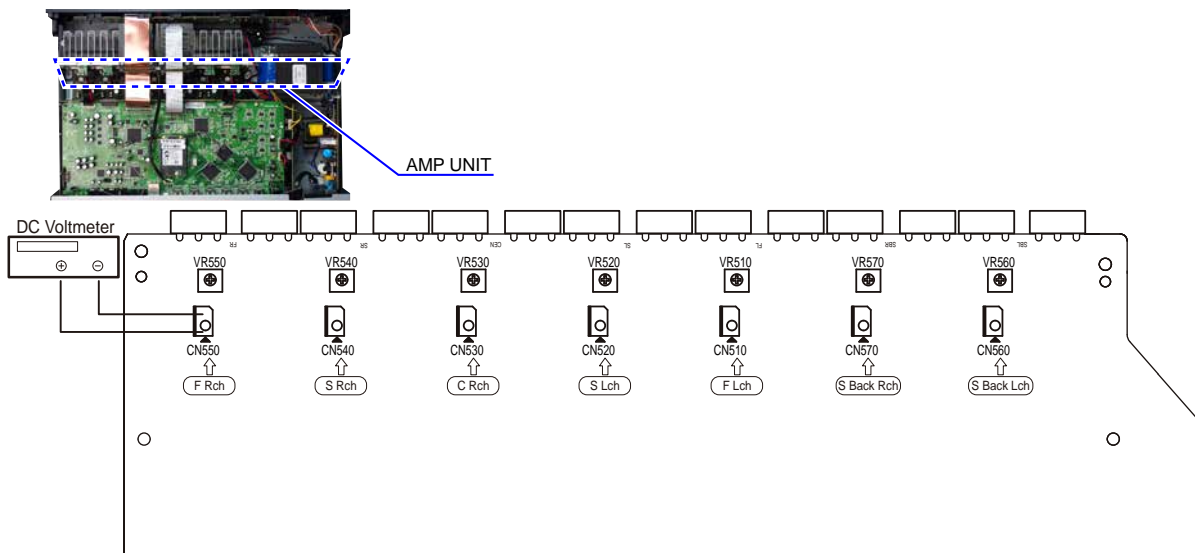 AMP UNIT
DC Voltmeter
+ −
FR SR CEN SL FL SBR SBL
VR550 VR540 VR530 VR520 VR510 VR570 VR560
CN550 CN540 CN530 CN520 CN510 CN570 CN560
F Rch S Rch C Rch S Lch F Lch S Back Rch S Back Lch